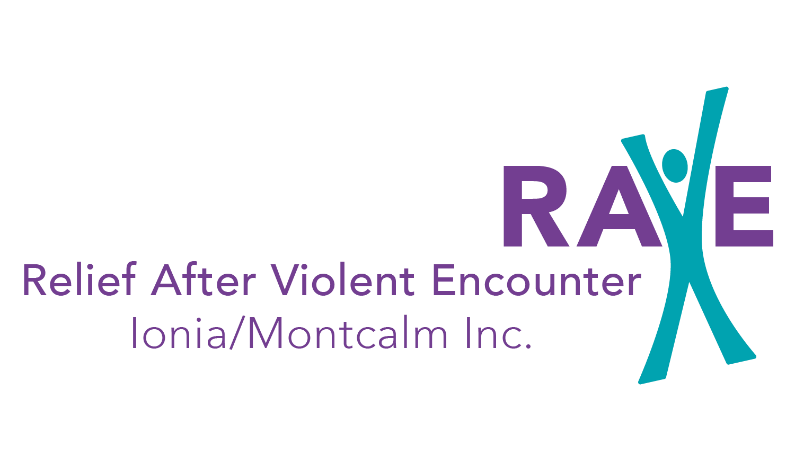 RAVE
Relief After Violent Encounter
Ionia/Montcalm Inc.